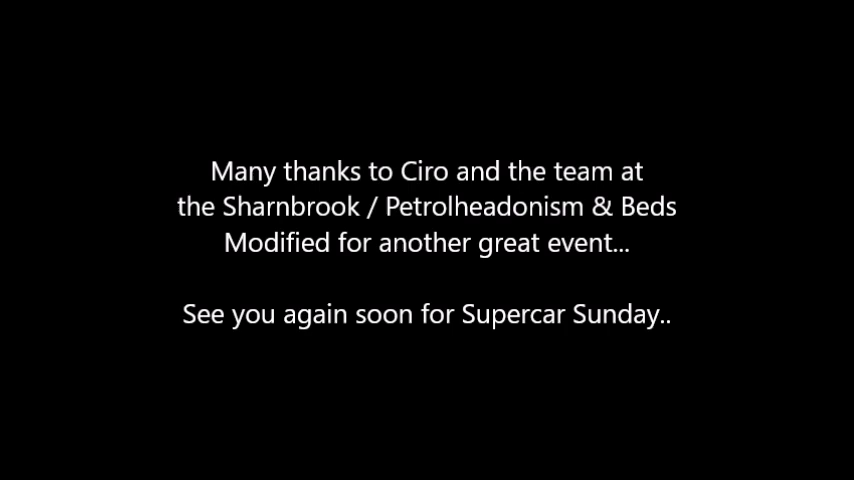 Many thanks to Ciro and the team at
the Sharnbrook / Petrolheadonism & Beds
Modified for another great event...
See you again soon for Supercar Sunday..